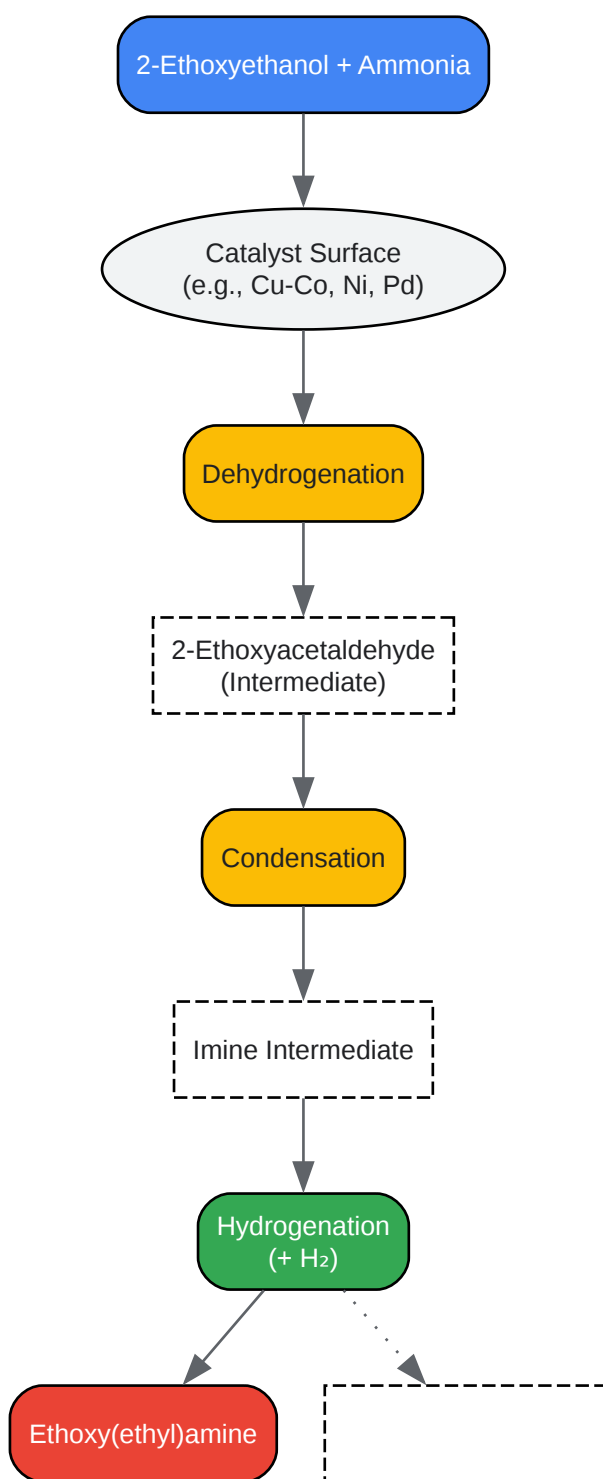 2-Ethoxyethanol + Ammonia
Catalyst Surface
(e.g., Cu-Co, Ni, Pd)
Dehydrogenation
2-Ethoxyacetaldehyde
(Intermediate)
Condensation
Imine Intermediate
Hydrogenation
(+ H₂)
Ethoxy(ethyl)amine